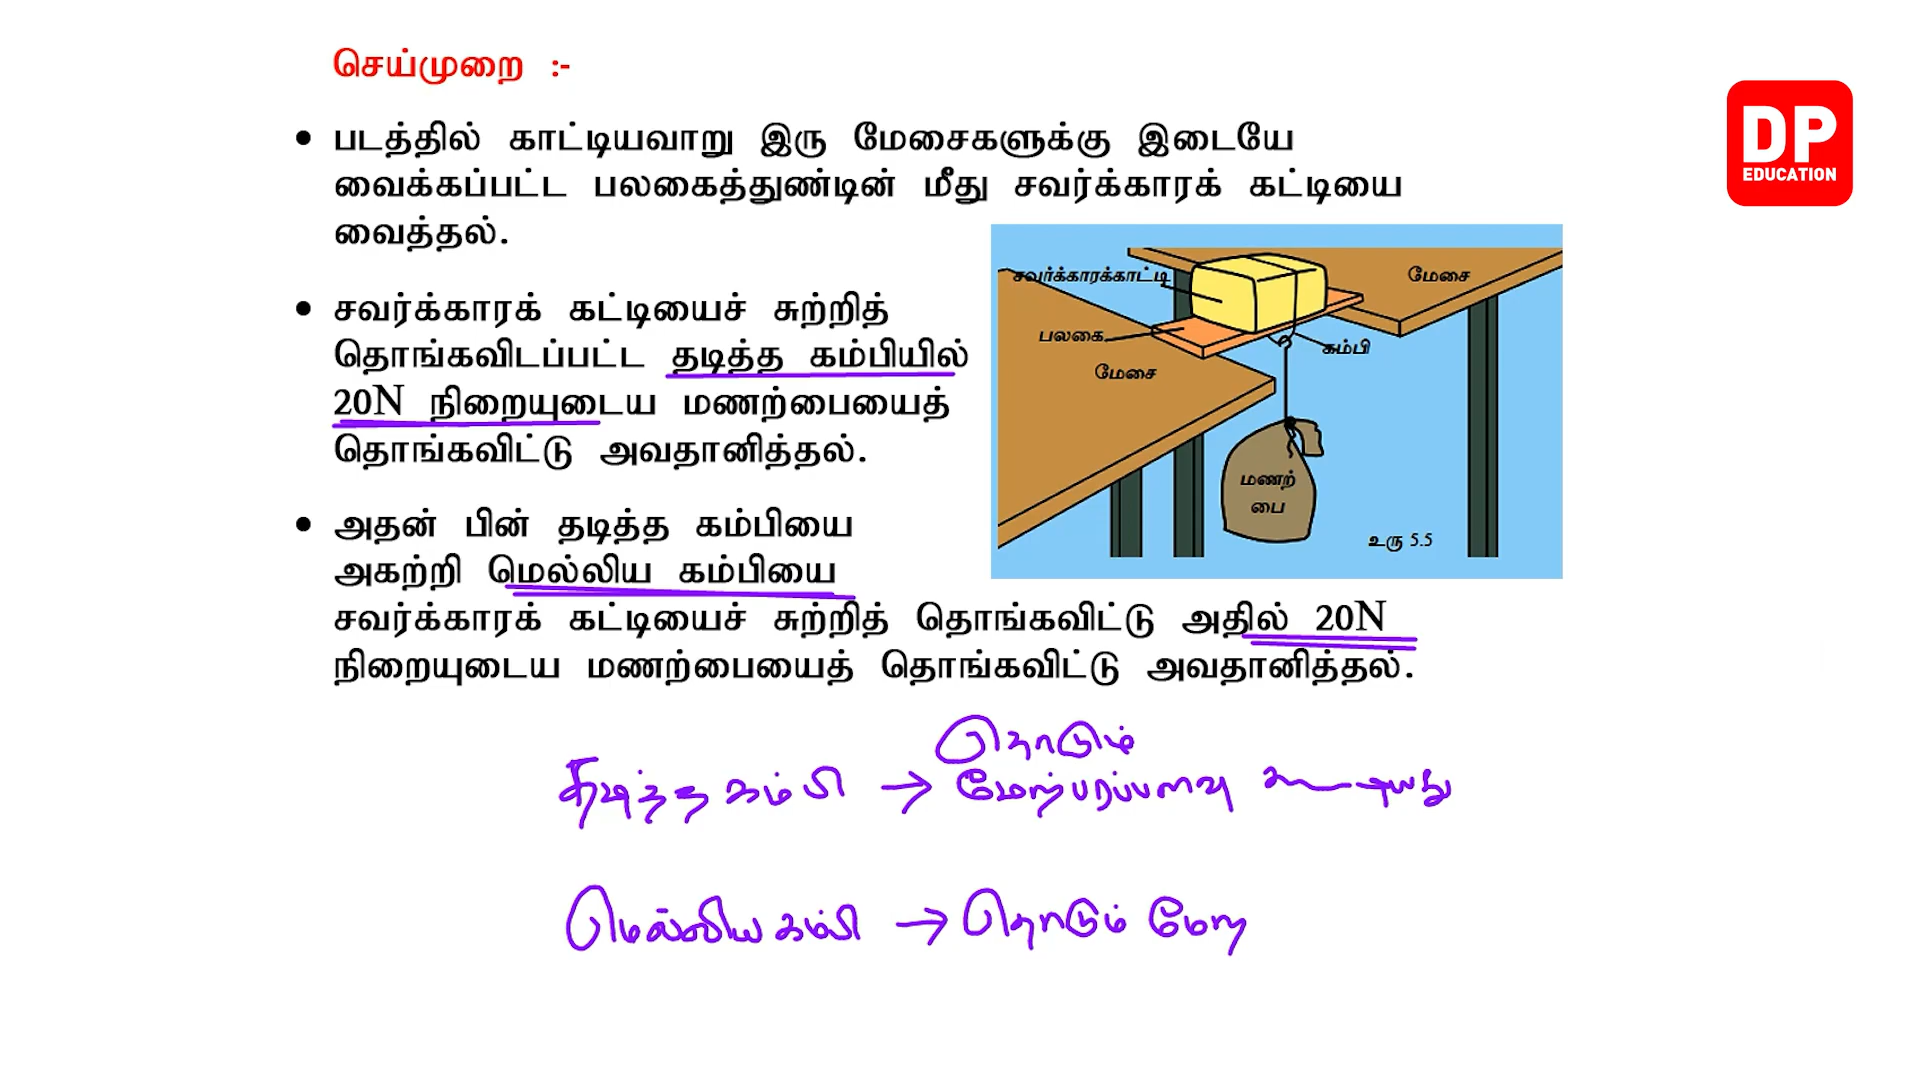 செய்முறை :-
DP
EDUCATION
• படத்தில் காட்டியவாறு இரு மேசைகளுக்கு இடையே
வைக்கப்பட்ட பலகைத்துண்டின் மீது சவர்க்காரக் கட்டியை
வைத்தல்.
• சவர்க்காரக் கட்டியைச் சுற்றித்
தொங்கவிடப்பட்ட தடித்த கம்பியில்
20N நிறையுடைய மணற்பையைத்
தொங்கவிட்டு அவதானித்தல்.
சவர்க்காரக்காட்டி
மேசை
பலகை
கம்பி
மேசை
மணற்
பை
உரு 5.5
• அதன் பின் தடித்த கம்பியை
அகற்றி மெல்லிய கம்பியை
சவர்க்காரக் கட்டியைச் சுற்றித் தொங்கவிட்டு அதில் 20N
நிறையுடைய மணற்பையைத் தொங்கவிட்டு அவதானித்தல்.
தொடும்
தடித்த கம்பி → மேற்பரப்பளவு கூடியது
மெல்லிய கம்பி → தொடும் மேற